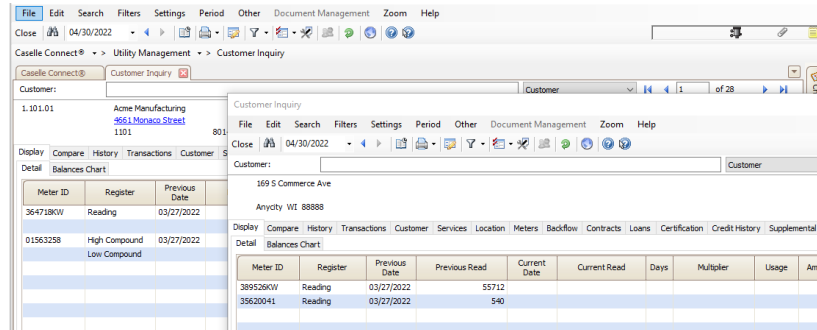 File Edit Search Filters Settings Period Other Document Management Zoom Help
Close 04/30/2022
Caselle Connect® > Utility Management > Customer Inquiry
Caselle Connect® Customer Inquiry
Customer: Customer 1 of 28
1.101.01 Acme Manufacturing
4661 Monaco Street
1101 801-
Display Compare History Transactions Customer S
Detail Balances Chart
Meter ID Register Previous Date
364718KW Reading 03/27/2022
01563258 High Compound 03/27/2022
Low Compound
Customer Inquiry
File Edit Search Filters Settings Period Other Document Management Zoom Help
Close 04/30/2022
Customer: Customer
169 S Commerce Ave
Anycity WI 88888
Display Compare History Transactions Customer Services Location Meters Backflow Contracts Loans Certification Credit History Supplemental
Detail Balances Chart
Meter ID Register Previous Date Previous Read Current Date Current Read Days Multiplier Usage Am
389526KW Reading 03/27/2022 55712
35620041 Reading 03/27/2022 540